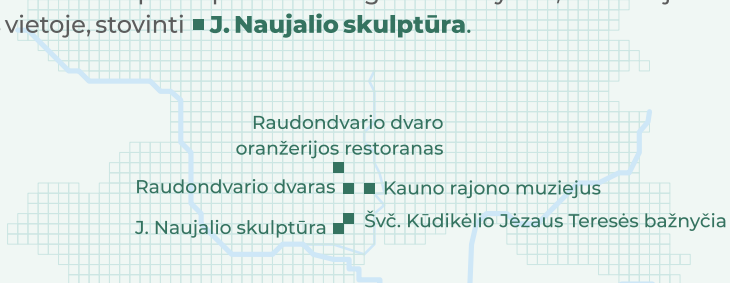 vietoje, stovinti ■ J. Naujalio skulptūra.
Raudondvario dvaro
oranžerijos restoranas
Raudondvario dvaras
Kauno rajono muziejus
Švč. Kūdikėlio Jėzaus Teresės bažnyčia
J. Naujalio skulptūra